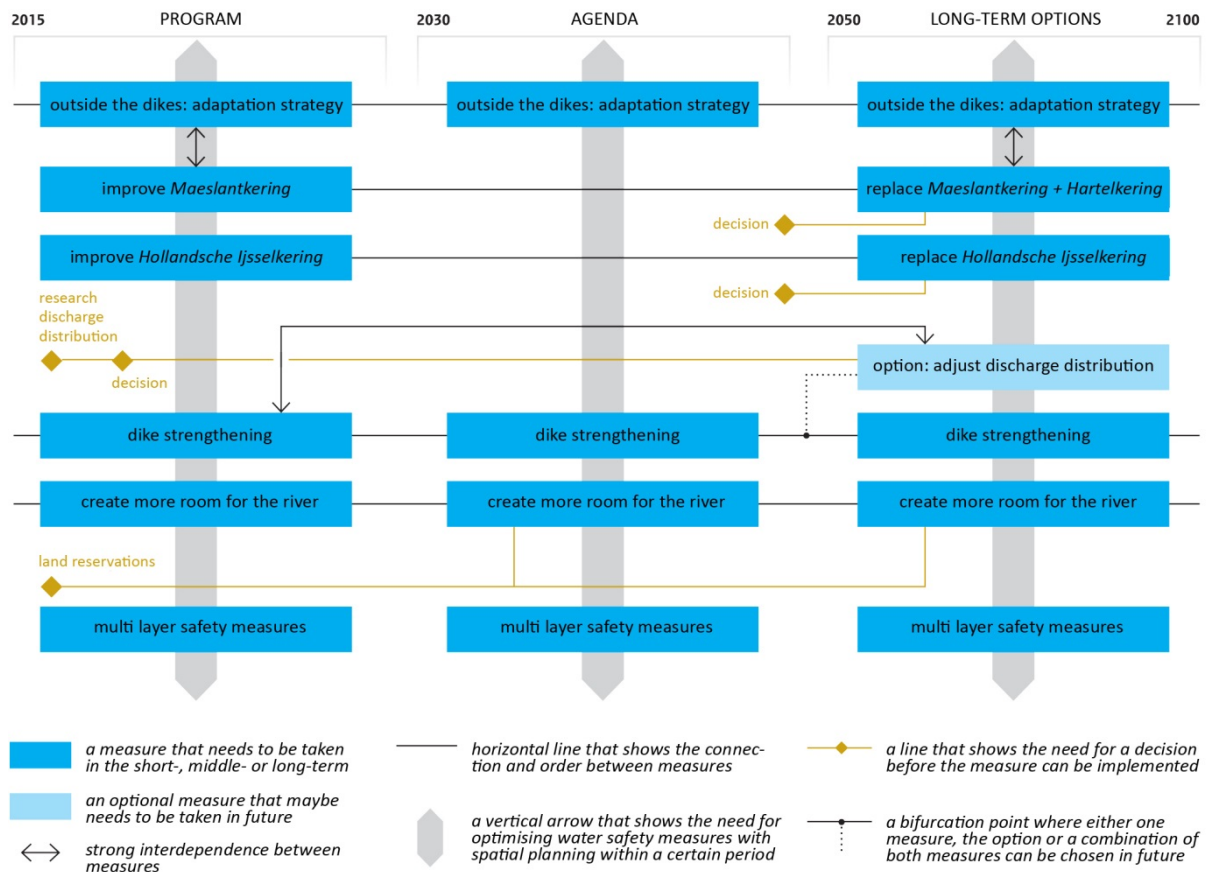 2015 PROGRAM 2030 AGENDA 2050 LONG-TERM OPTIONS 2100
outside the dikes: adaptation strategy outside the dikes: adaptation strategy outside the dikes: adaptation strategy
improve Maeslantkering replace Maeslantkering + Hartelkering
decision
improve Hollandsche Ijsselkering replace Hollandsche Ijsselkering
decision
research
discharge
distribution
option: adjust discharge distribution
decision
dike strengthening dike strengthening dike strengthening
create more room for the river create more room for the river create more room for the river
land reservations
multi layer safety measures multi layer safety measures multi layer safety measures
a measure that needs to be taken
in the short-, middle- or long-term
an optional measure that maybe
needs to be taken in future
strong interdependence between
measures
horizontal line that shows the connec-
tion and order between measures
a vertical arrow that shows the need for
optimising water safety measures with
spatial planning within a certain period
a line that shows the need for a decision
before the measure can be implemented
a bifurcation point where either one
measure, the option or a combination of
both measures can be chosen in future